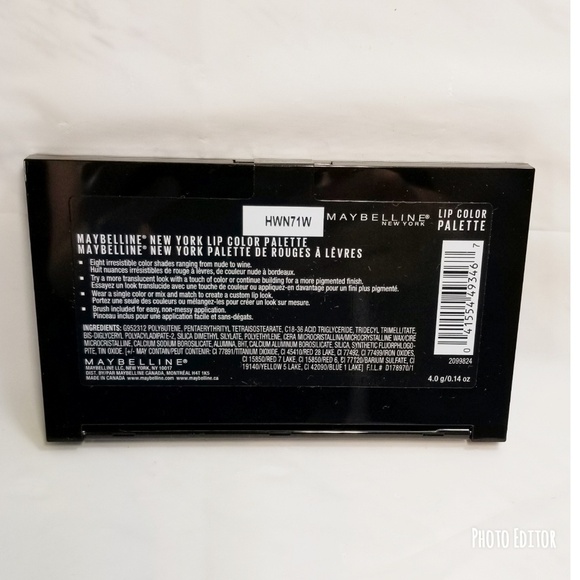 HWN71W
MAYBELLINE®
NEW YORK
LIP COLOR
PALETTE
MAYBELLINE® NEW YORK LIP COLOR PALETTE
MAYBELLINE® NEW YORK PALETTE DE ROUGES À LÈVRES
Eight irresistible color shades ranging from nude to wine.
Huit nuances irrésistibles de rouge à lèvres, de couleur nude à bordeaux.
Try a more translucent look with a touch of color or continue building for a more pigmented finish.
Essayez un look translucide avec une touche de couleur ou appliquez-en davantage pour un fini plus pigmenté.
Wear a single color or mix and match to create a custom lip look.
Portez une seule des couleurs ou mélangez-les pour créer un look sur mesure.
Brush included for easy, non-messy application.
Pinceau inclus pour une application facile et sans-dégats.
INGREDIENTS: G952312 POLYBUTENE, PENTAERYTHRITYL TETRAISOSTEARATE, C18-36 ACID TRIGLYCERIDE, TRIDECYL TRIMELLITATE,
BIS-DIGLYCERYL POLYACYLADIPATE-2, SILICA DIMETHYL SILYLATE, POLYETHYLENE, CERA MICROCRISTALLINA/MICROCRYSTALLINE WAX/CIRE
MICROCRISTALLINE, CALCIUM SODIUM BOROSILICATE, ALUMINA, BHT, CALCIUM ALUMINUM BOROSILICATE, SILICA, SYNTHETIC FLUORPHLOGO-
PITE, TIN OXIDE. [+/- MAY CONTAIN/PEUT CONTENIR: CI 77891/TITANIUM DIOXIDE, CI 45410/RED 28 LAKE, CI 77492, CI 77499/IRON OXIDES,
CI 15850/RED 7 LAKE, CI 15850/RED 6, CI 77120/BARIUM SULFATE, CI
19140/YELLOW 5 LAKE, CI 42090/BLUE 1 LAKE] F.I.L.# D178970/1
MAYBELLINE®
MAYBELLINE LLC, NEW YORK, NY 10017
DIST. BY/PAR MAYBELLINE CANADA, MONTRÉAL H4T 1K5
MADE IN CANADA www.maybelline.com www.maybelline.ca
0 41554 49346 7
2099824
4.0 g/0.14 oz
PHOTO EDITOR